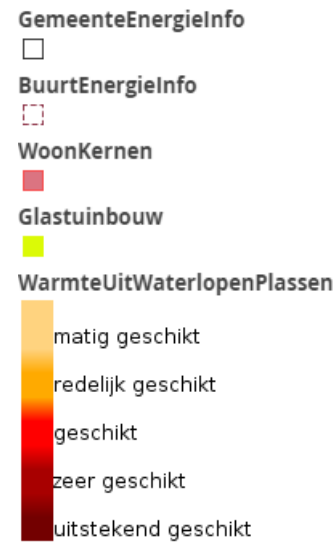 GemeenteEnergieInfo
BuurtEnergieInfo
WoonKernen
Glastuinbouw
WarmteUitWaterlopenPlassen
matig geschikt
redelijk geschikt
geschikt
zeer geschikt
uitstekend geschikt